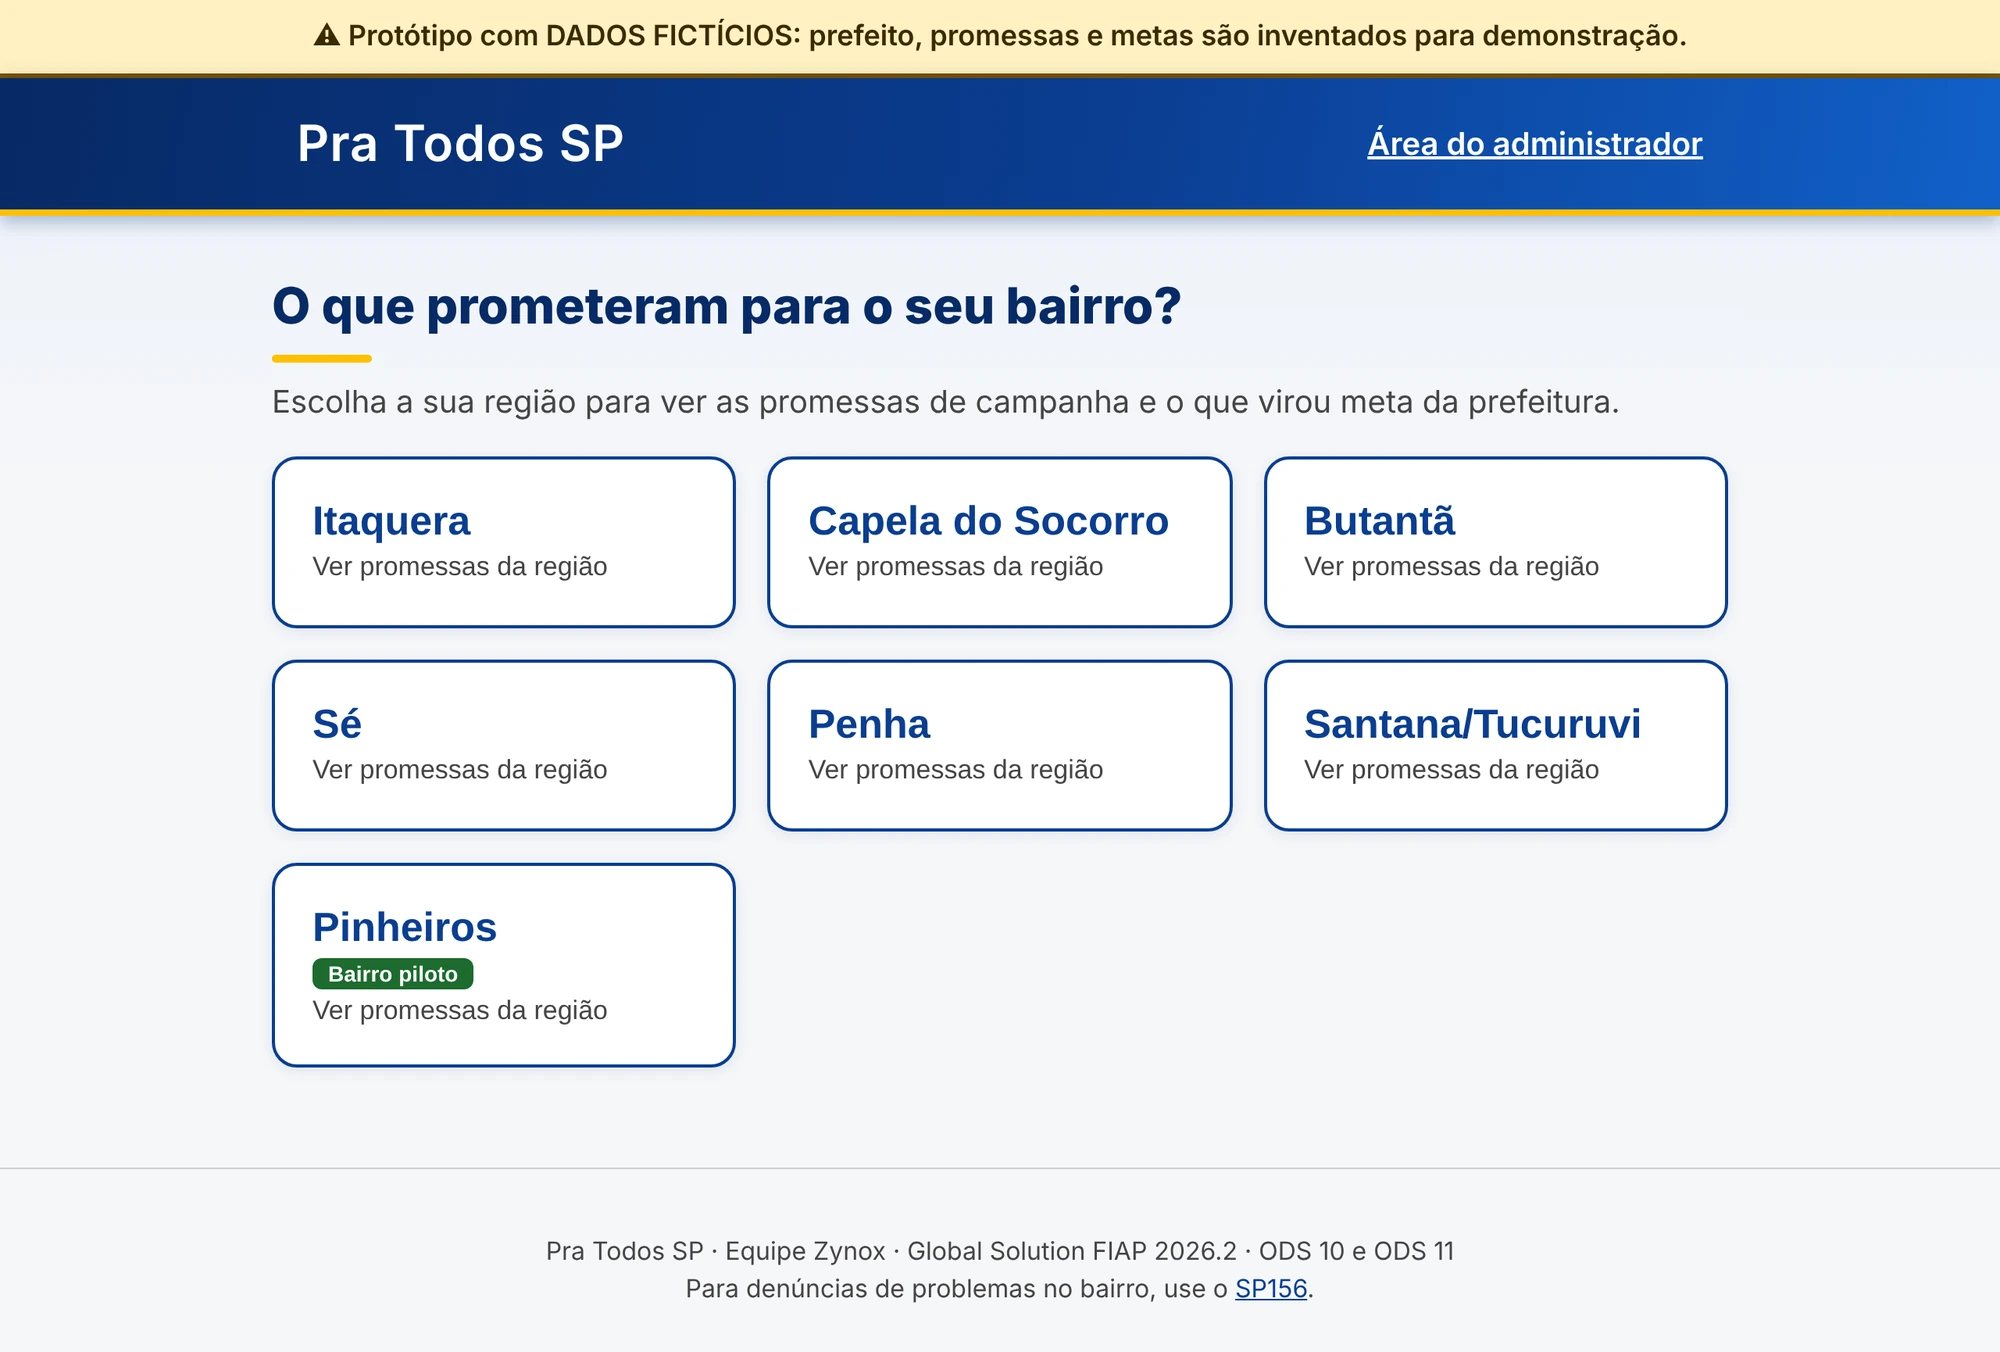 ⚠ Protótipo com DADOS FICTÍCIOS: prefeito, promessas e metas são inventados para demonstração.
Pra Todos SP
Área do administrador
O que prometeram para o seu bairro?
Escolha a sua região para ver as promessas de campanha e o que virou meta da prefeitura.
Itaquera
Ver promessas da região
Capela do Socorro
Ver promessas da região
Butantã
Ver promessas da região
Sé
Ver promessas da região
Penha
Ver promessas da região
Santana/Tucuruvi
Ver promessas da região
Pinheiros
Bairro piloto
Ver promessas da região
Pra Todos SP · Equipe Zynox · Global Solution FIAP 2026.2 · ODS 10 e ODS 11
Para denúncias de problemas no bairro, use o SP156.